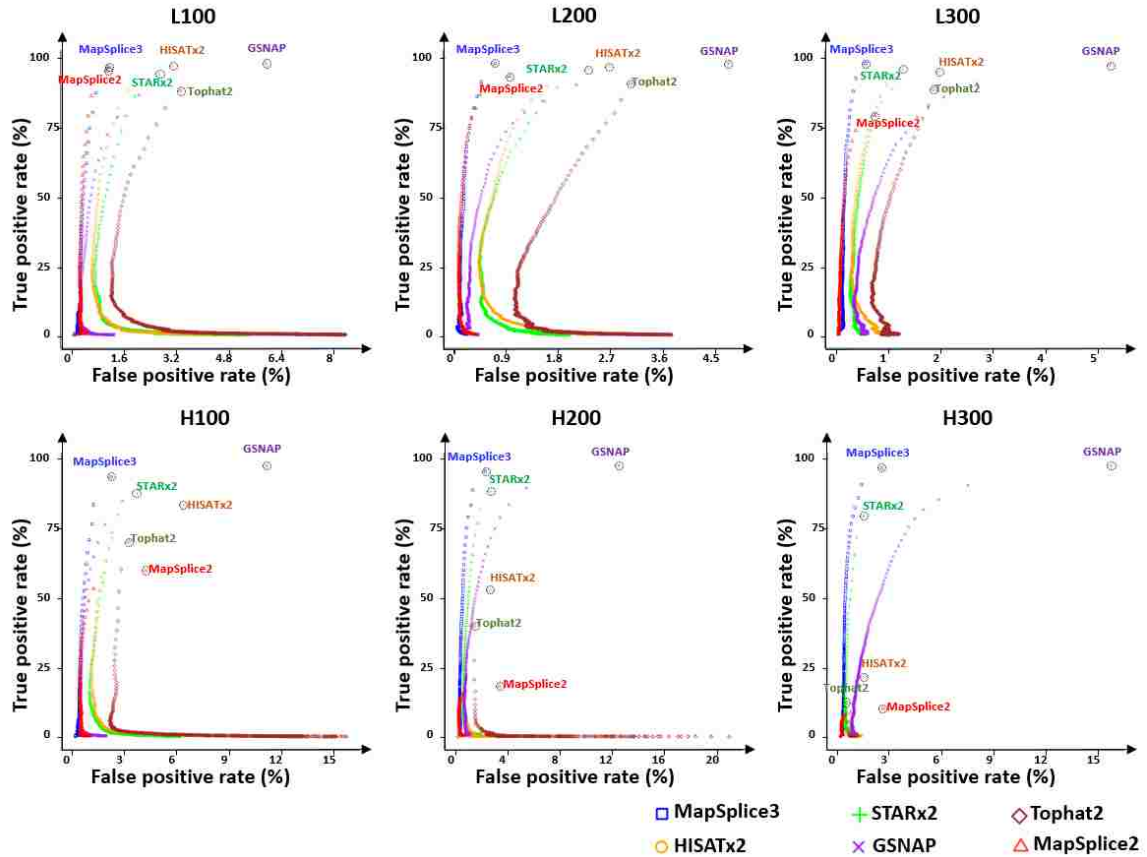 L100
L200
L300
True positive rate (%)
100
75
50
25
0
MapSplice3
HISATx2
GSNAP
MapSplice2
STARx2
Tophat2
0 1.6 3.2 4.8 6.4 8
False positive rate (%)
True positive rate (%)
100
75
50
25
0
MapSplice3
HISATx2
GSNAP
STARx2
MapSplice2
Tophat2
0 0.9 1.8 2.7 3.6 4.5
False positive rate (%)
True positive rate (%)
100
75
50
25
0
MapSplice3
GSNAP
STARx2
HISATx2
Tophat2
MapSplice2
0 1 2 3 4 5
False positive rate (%)
H100
H200
H300
True positive rate (%)
100
75
50
25
0
MapSplice3
GSNAP
STARx2
HISATx2
Tophat2
MapSplice2
0 3 6 9 12 15
False positive rate (%)
True positive rate (%)
100
75
50
25
0
MapSplice3
GSNAP
STARx2
HISATx2
Tophat2
MapSplice2
0 4 8 12 16 20
False positive rate (%)
True positive rate (%)
100
75
50
25
0
MapSplice3
GSNAP
STARx2
HISATx2
Tophat2
MapSplice2
0 3 6 9 12 15
False positive rate (%)
MapSplice3 STARx2 Tophat2
HISATx2 GSNAP MapSplice2